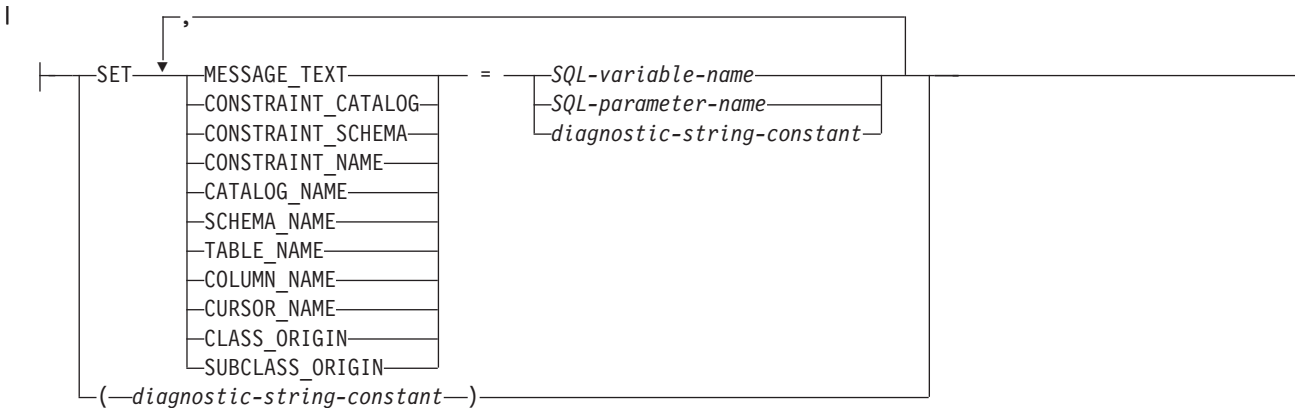 ,
SET MESSAGE_TEXT = SQL-variable-name
CONSTRAINT_CATALOG SQL-parameter-name
CONSTRAINT_SCHEMA diagnostic-string-constant
CONSTRAINT_NAME
CATALOG_NAME
SCHEMA_NAME
TABLE_NAME
COLUMN_NAME
CURSOR_NAME
CLASS_ORIGIN
SUBCLASS_ORIGIN
( diagnostic-string-constant )